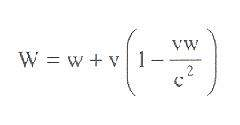 W = w + v ( 1 - vw / c² )